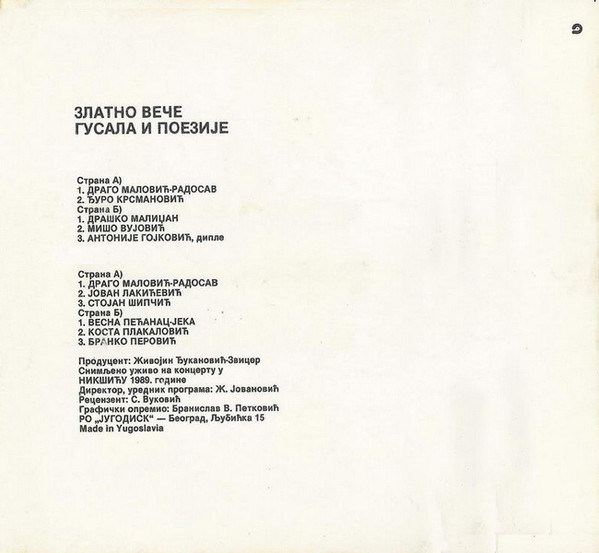 ЗЛАТНО ВЕЧЕ
ГУСАЛА И ПОЕЗИЈЕ
Страна А)
1. ДРАГО МАЛОВИЋ-РАДОСАВ
2. ЂУРО КРСМАНОВИЋ
Страна Б)
1. ДРАШКО МАЛИЏАН
2. МИШО ВУЈОВИЋ
3. АНТОНИЈЕ ГОЈКОВИЋ, дипле
Страна А)
1. ДРАГО МАЛОВИЋ-РАДОСАВ
2. ЈОВАН ЛАКИЋЕВИЋ
3. СТОЈАН ШИПЧИЋ
Страна Б)
1. ВЕСНА ПЕЋАНАЦ-ЈЕКА
2. КОСТА ПЛАКАЛОВИЋ
3. БРАНКО ПЕРОВИЋ
Продуцент: Живојин Ђукановић-Звицер
Снимљено уживо на концерту у
НИКШИЋУ 1989. године
Директор, уредник програма: Ж. Јовановић
Рецензент: С. Вуковић
Графички опремио: Бранислав В. Петковић
РО „ЈУГОДИСК“ — Београд, Љубићка 15
Made in Yugoslavia